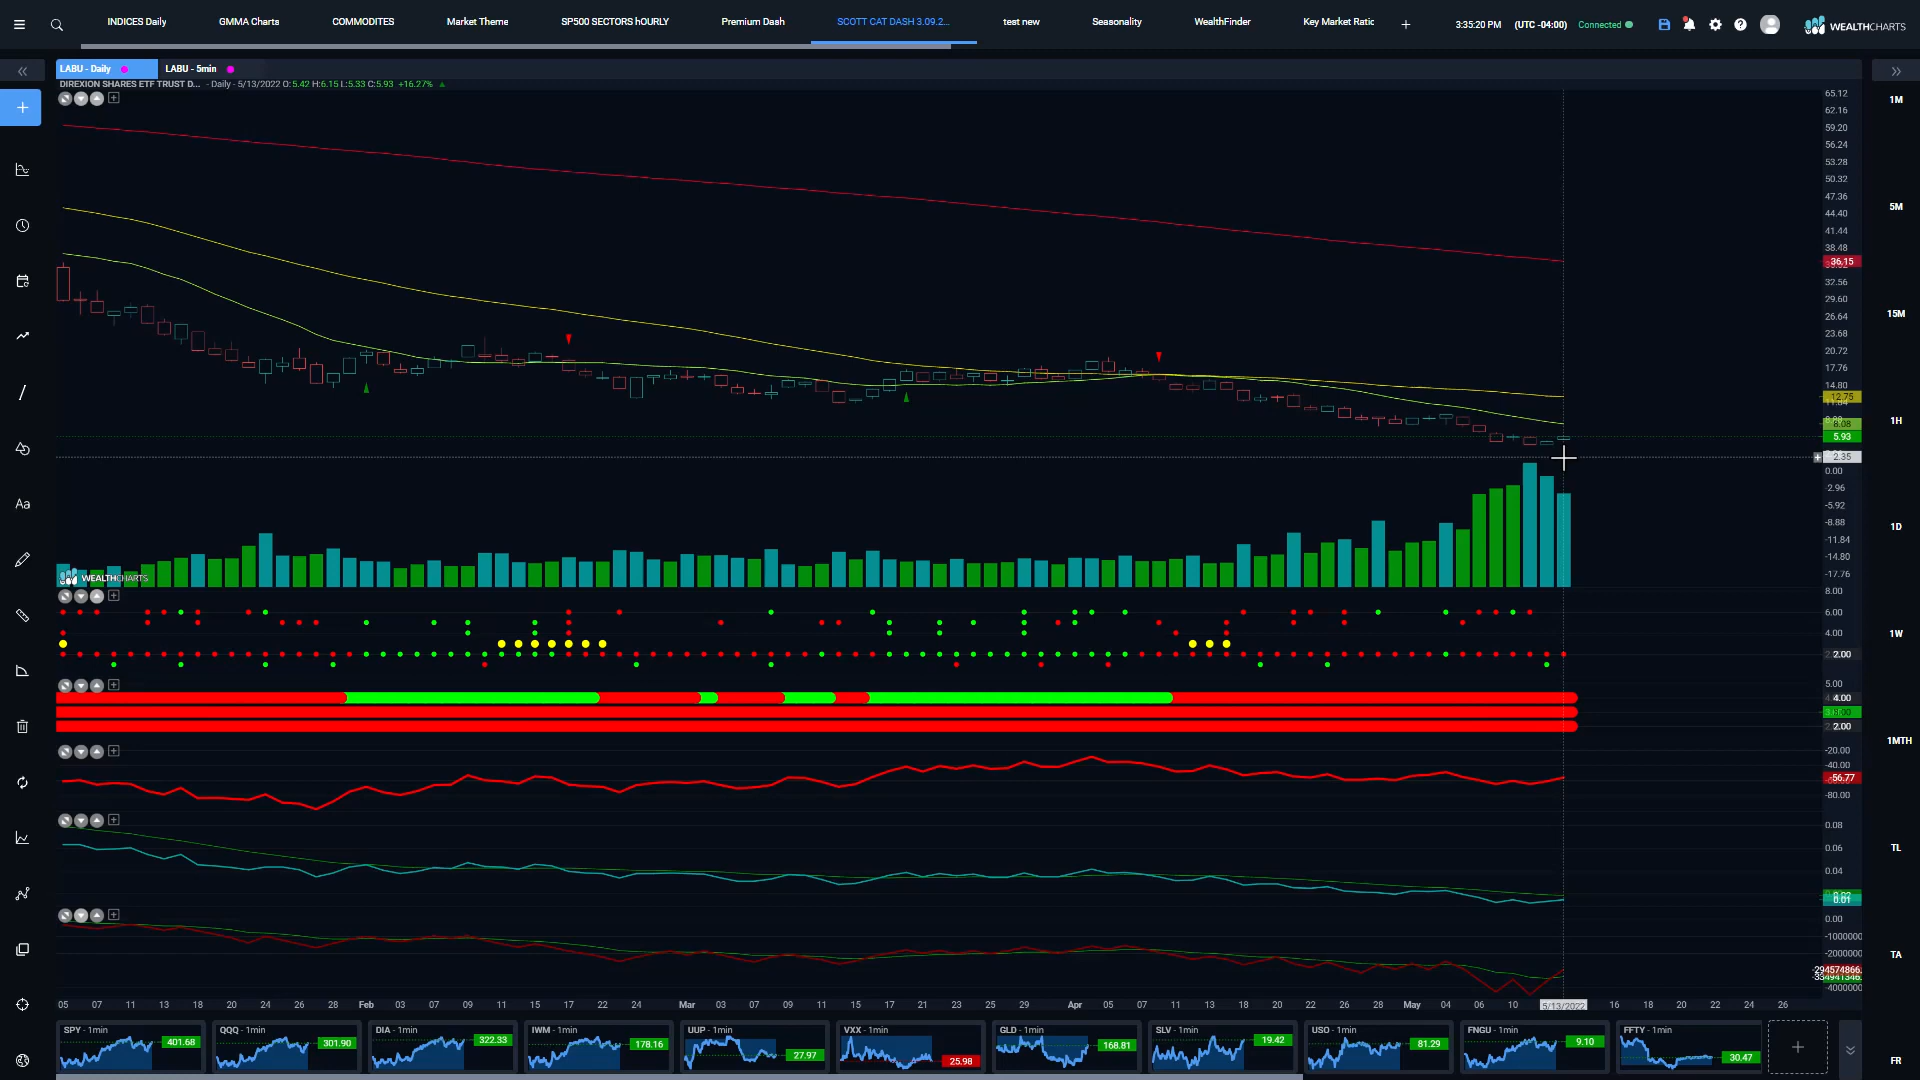 INDICES Daily
GMMA Charts
COMMODITES
Market Theme
SP500 SECTORS hOURLY
Premium Dash
SCOTT CAT DASH 3.09.2...
test new
Seasonality
WealthFinder
Key Market Ratic
3:35:20 PM
(UTC -04:00)
Connected
WEALTHCHARTS
LABU - Daily
LABU - 5min
DIREXION SHARES ETF TRUST D... - Daily - 5/13/2022 O:5.42 H:6.15 L:5.33 C:5.93 +16.27%
65.12
62.16
59.20
56.24
53.28
50.32
47.36
44.40
41.44
38.48
36.15
32.56
29.60
26.64
23.68
20.72
17.76
14.80
12.75
8.08
5.93
2.35
0.00
-2.96
-5.92
-8.88
-11.84
-14.80
-17.76
WEALTHCHARTS
8.00
6.00
4.00
2.00
5.00
4.00
2.00
-20.00
-40.00
-56.77
-80.00
0.08
0.06
0.04
0.01
0.00
-1000000
-2000000
-294574866.
-4000000
05 07 11 13 18 20 24 26 28 Feb 03 07 09 11 15 17 22 24 Mar 03 07 09 11 15 17 21 23 25 29 Apr 05 07 11 13 18 20 22 26 28 May 04 06 10 5/13/2022 16 18 20 22 24 26
1M
5M
15M
1H
1D
1W
1MTH
TL
TA
FR
Aa
SPY - 1min
401.68
QQQ - 1min
301.90
DIA - 1min
322.33
IWM - 1min
178.16
UUP - 1min
27.97
VXX - 1min
25.98
GLD - 1min
168.81
SLV - 1min
19.42
USO - 1min
81.29
FNGU - 1min
9.10
FFTY - 1min
30.47